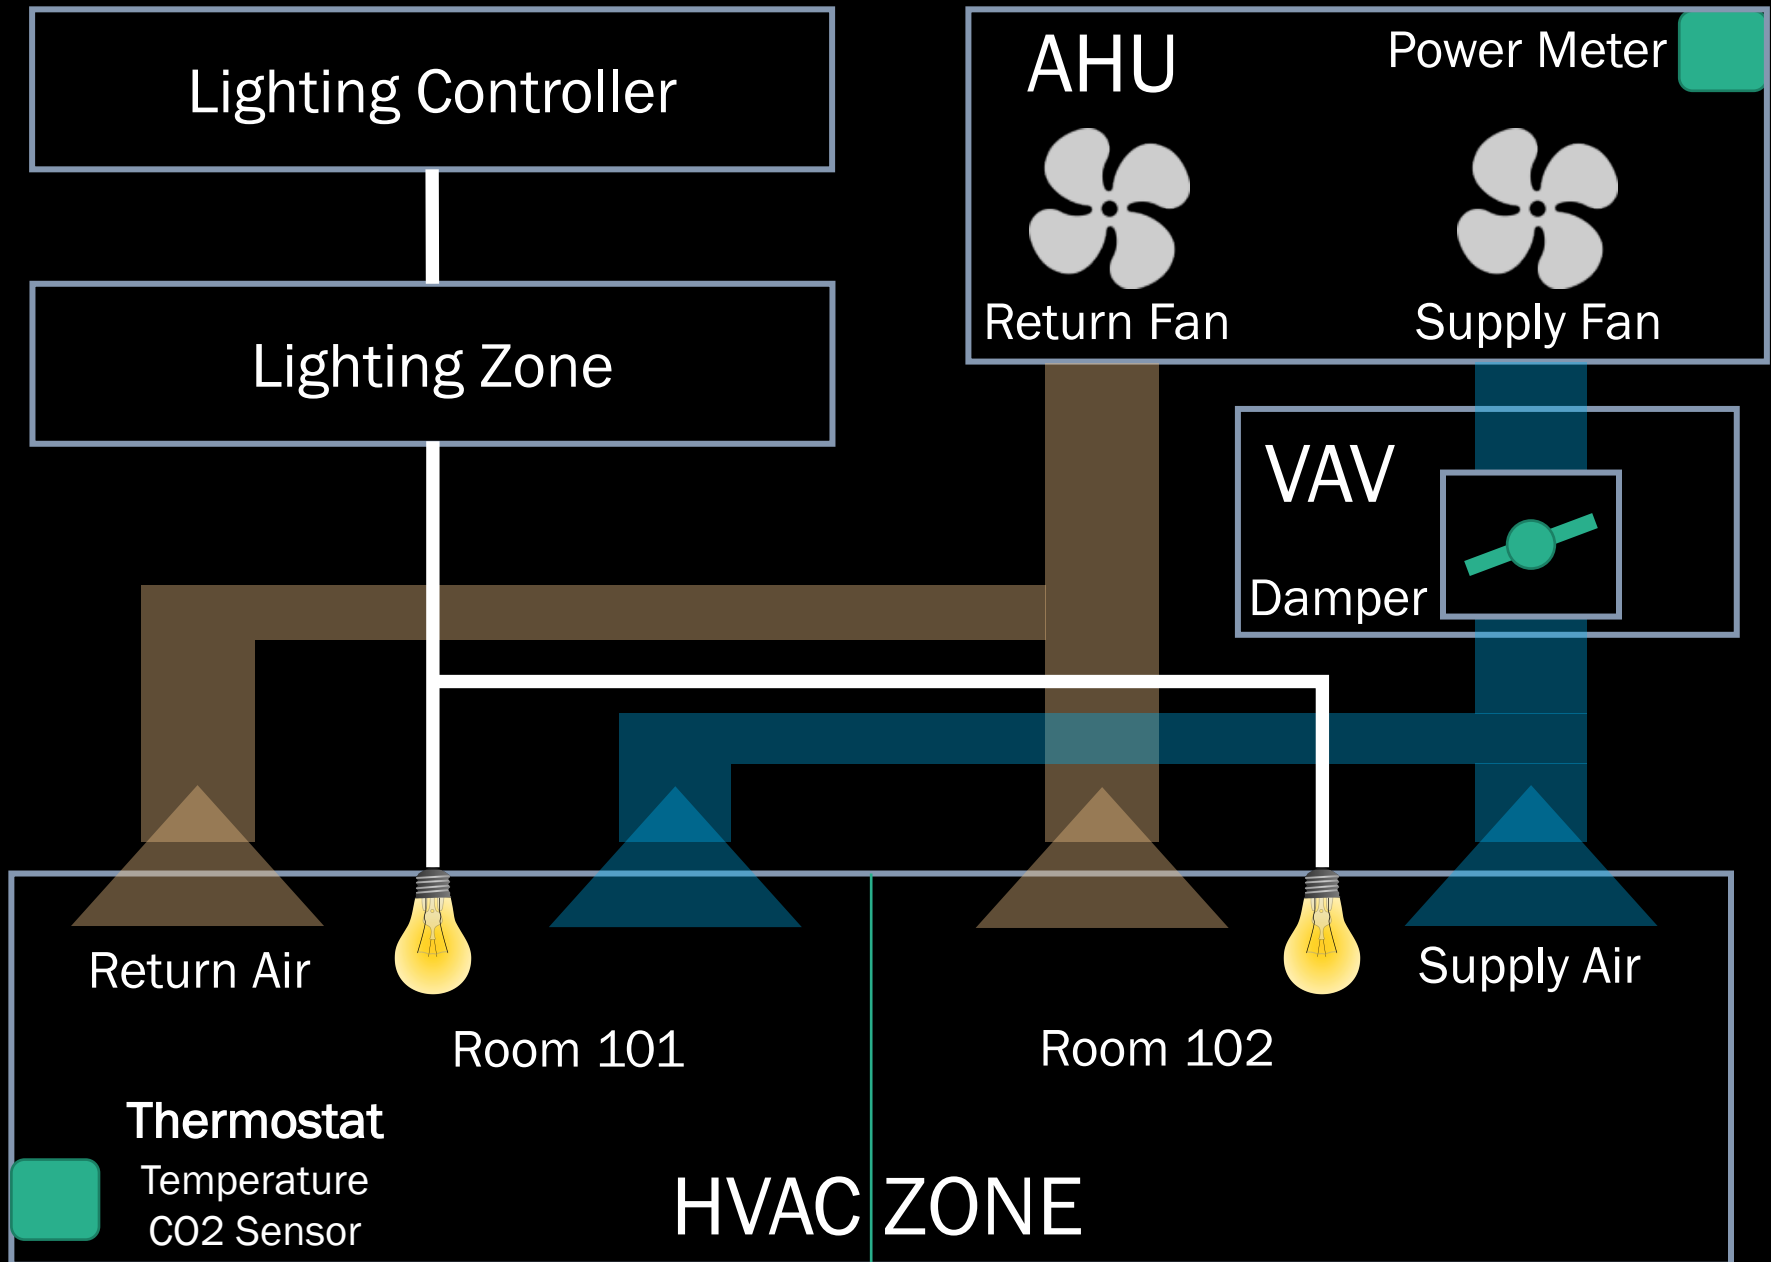 Lighting Controller
AHU
Power Meter
Return Fan
Supply Fan
Lighting Zone
VAV
Damper
Return Air
Supply Air
Room 101
Room 102
Thermostat
Temperature
CO2 Sensor
HVAC ZONE